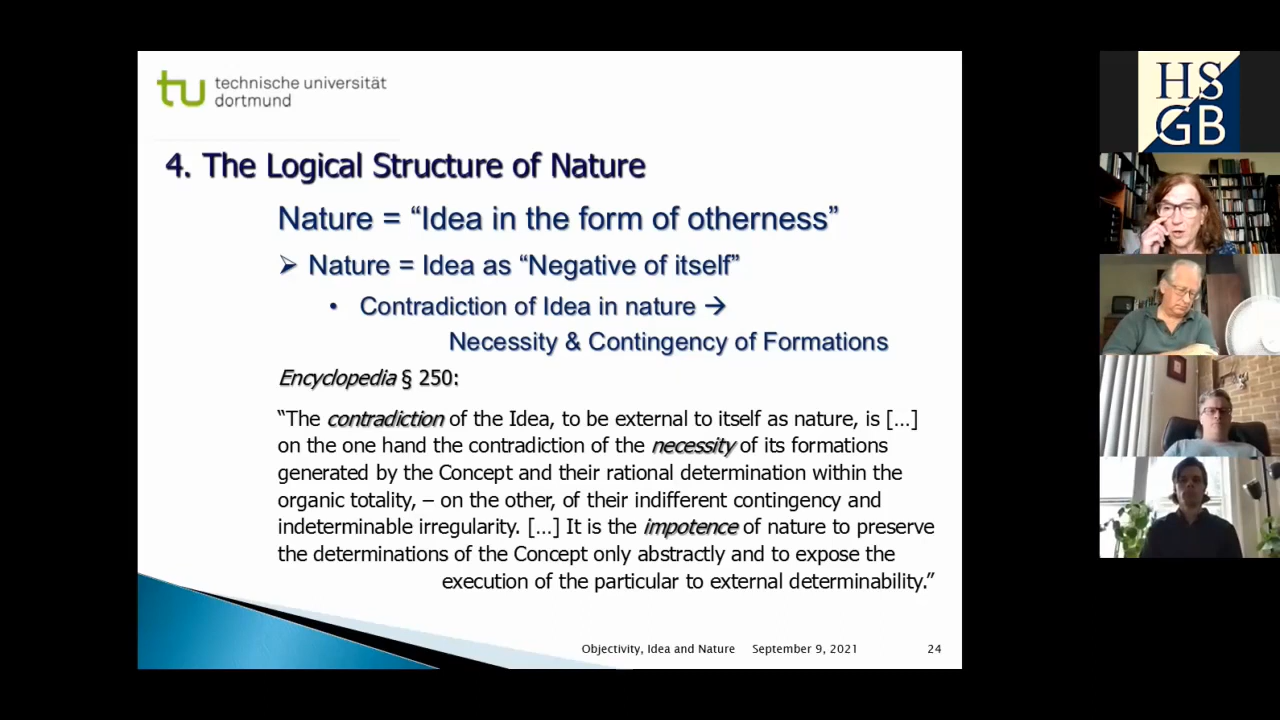 tu technische universität
dortmund
4. The Logical Structure of Nature
Nature = “Idea in the form of otherness”
➢ Nature = Idea as “Negative of itself”
• Contradiction of Idea in nature →
Necessity & Contingency of Formations
Encyclopedia § 250:
“The contradiction of the Idea, to be external to itself as nature, is […]
on the one hand the contradiction of the necessity of its formations
generated by the Concept and their rational determination within the
organic totality, – on the other, of their indifferent contingency and
indeterminable irregularity. […] It is the impotence of nature to preserve
the determinations of the Concept only abstractly and to expose the
execution of the particular to external determinability.”
Objectivity, Idea and Nature September 9, 2021 24
HS
GB